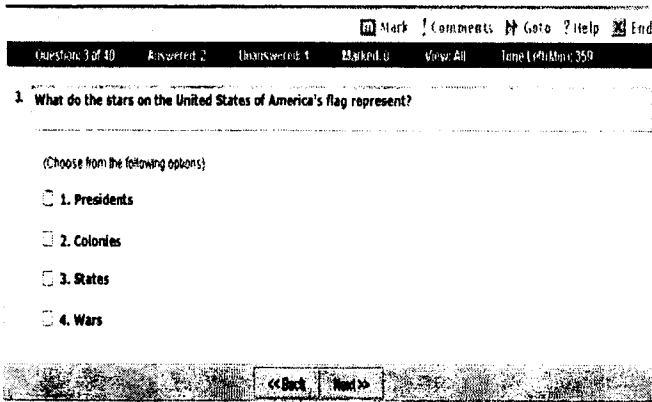 Mark ! Comments Goto ? Help End
Question: 3 of 40 Answered: 2 Unanswered: 1 Marked: 0 View: All Time Left(Min): 359
3. What do the stars on the United States of America's flag represent?
(Choose from the following options)
1. Presidents
2. Colonies
3. States
4. Wars
<<Back Next>>